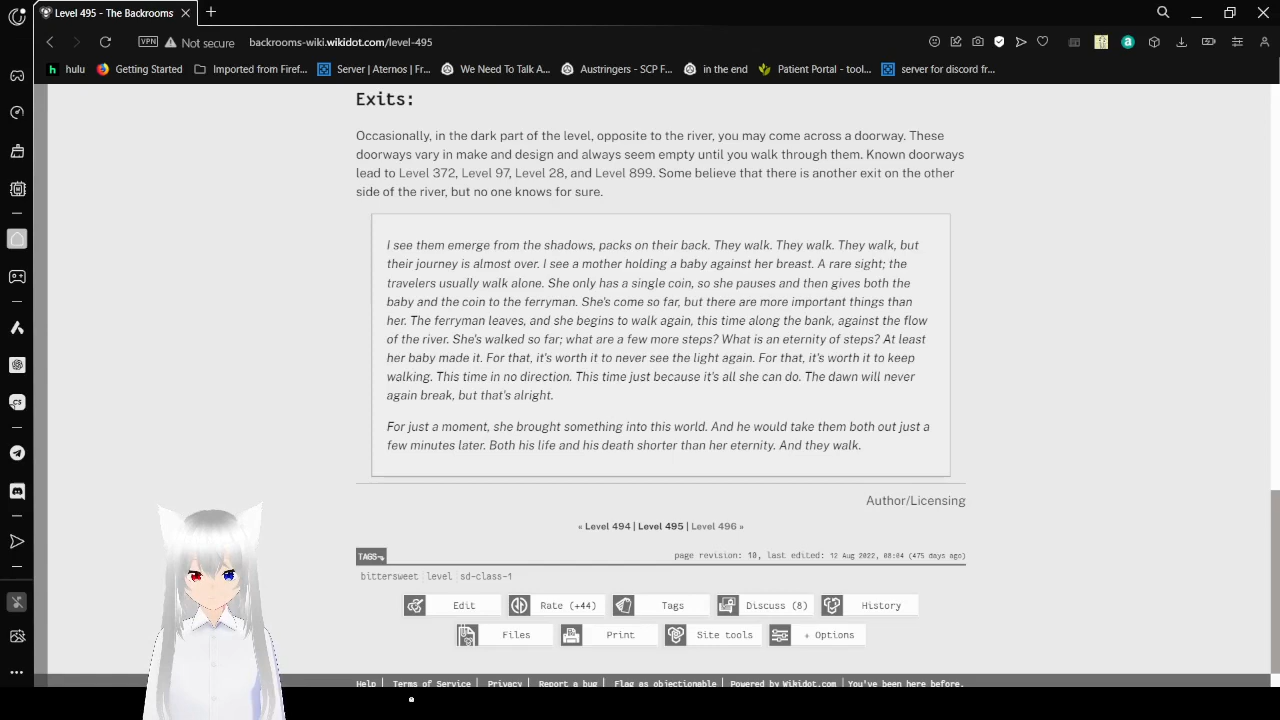 Level 495 - The Backrooms
VPN
Not secure
backrooms-wiki.wikidot.com/level-495
hulu
Getting Started
Imported from Firef...
Server | Aternos | Fr...
We Need To Talk A...
Austringers - SCP F...
in the end
Patient Portal - tool...
server for discord fr...
Exits:
Occasionally, in the dark part of the level, opposite to the river, you may come across a doorway. These
doorways vary in make and design and always seem empty until you walk through them. Known doorways
lead to Level 372, Level 97, Level 28, and Level 899. Some believe that there is another exit on the other
side of the river, but no one knows for sure.
I see them emerge from the shadows, packs on their back. They walk. They walk. They walk, but
their journey is almost over. I see a mother holding a baby against her breast. A rare sight; the
travelers usually walk alone. She only has a single coin, so she pauses and then gives both the
baby and the coin to the ferryman. She's come so far, but there are more important things than
her. The ferryman leaves, and she begins to walk again, this time along the bank, against the flow
of the river. She's walked so far; what are a few more steps? What is an eternity of steps? At least
her baby made it. For that, it's worth it to never see the light again. For that, it's worth it to keep
walking. This time in no direction. This time just because it's all she can do. The dawn will never
again break, but that's alright.
For just a moment, she brought something into this world. And he would take them both out just a
few minutes later. Both his life and his death shorter than her eternity. And they walk.
Author/Licensing
« Level 494 | Level 495 | Level 496 »
TAGS
page revision: 10, last edited: 12 Aug 2022, 08:04 (475 days ago)
bittersweet level sd-class-1
Edit
Rate (+44)
Tags
Discuss (8)
History
Files
Print
Site tools
+ Options
Help | Terms of Service | Privacy | Report a bug | Flag as objectionable | Powered by Wikidot.com | You've been here before.